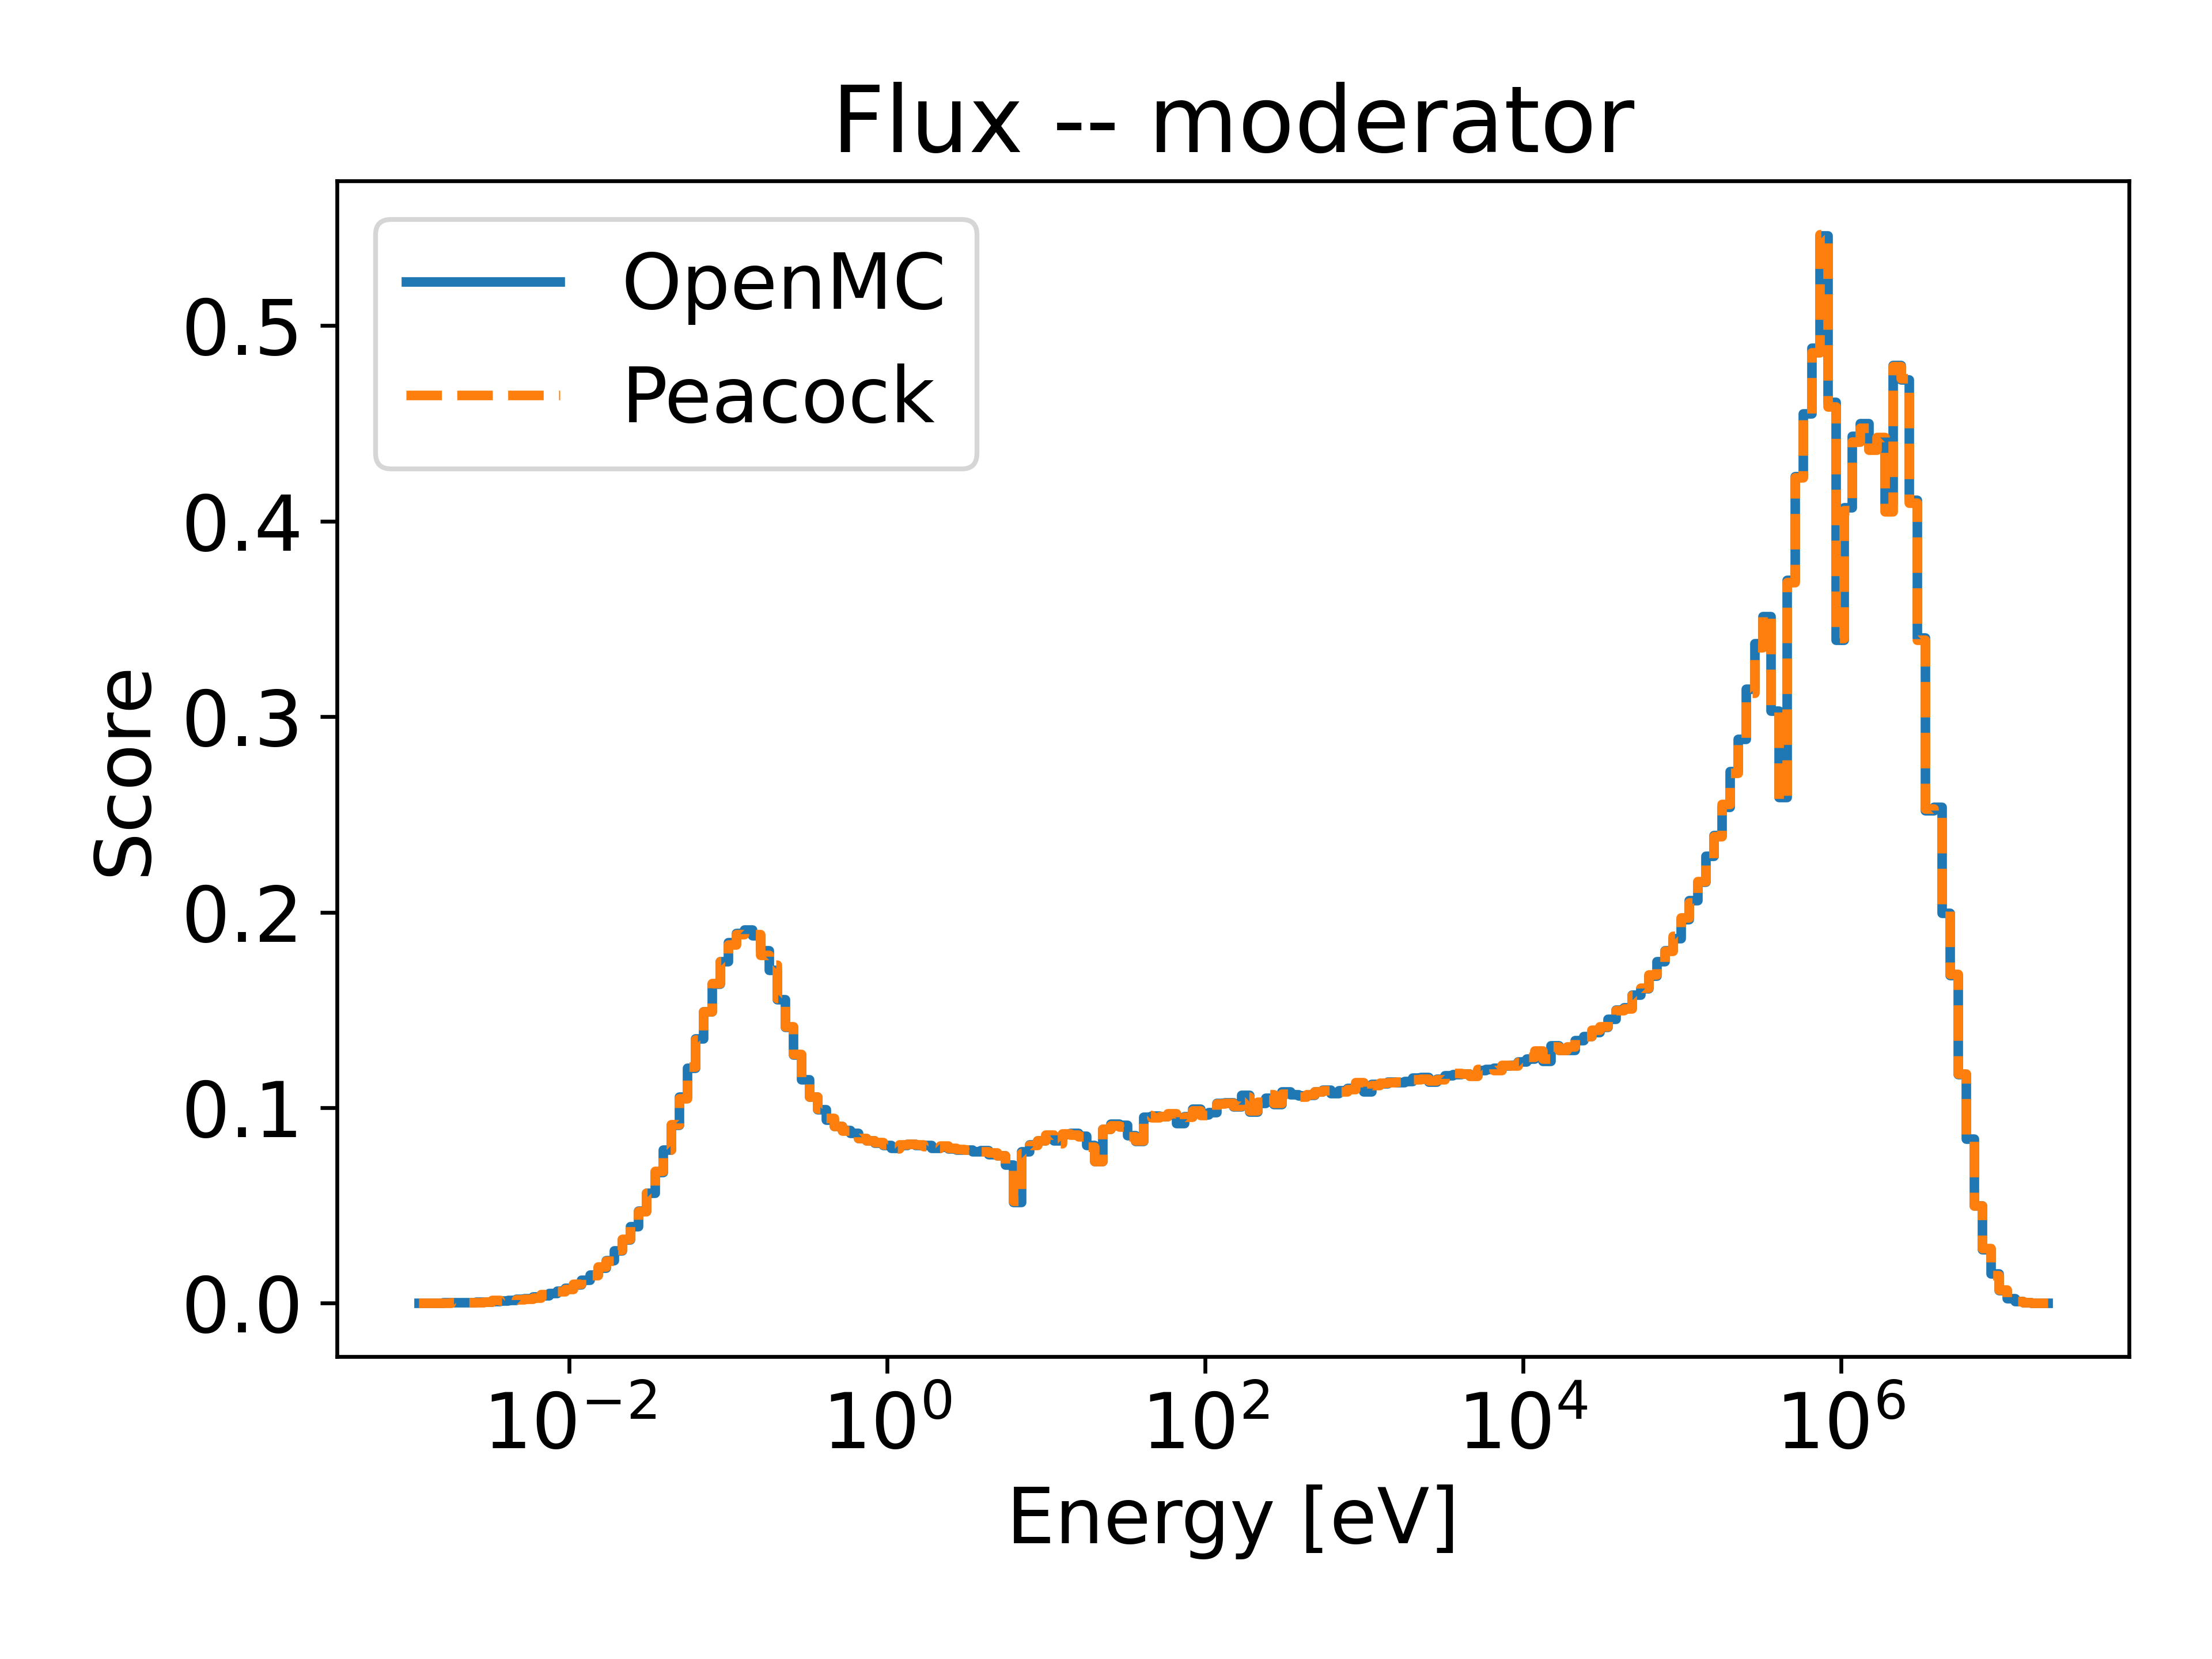 Flux -- moderator
OpenMC
Peacock
Score
0.5
0.4
0.3
0.2
0.1
0.0
10⁻² 10⁰ 10² 10⁴ 10⁶
Energy [eV]